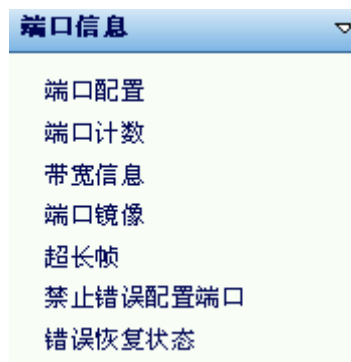 端口信息
端口配置
端口计数
带宽信息
端口镜像
超长帧
禁止错误配置端口
错误恢复状态